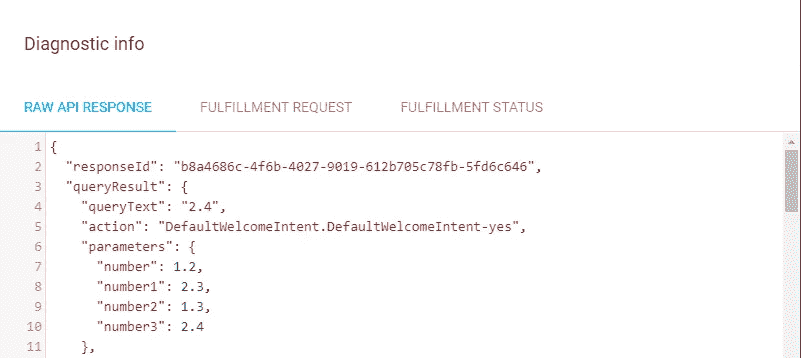 Diagnostic info
RAW API RESPONSE FULFILLMENT REQUEST FULFILLMENT STATUS
1 {
2 "responseId": "b8a4686c-4f6b-4027-9019-612b705c78fb-5fd6c646",
3 "queryResult": {
4 "queryText": "2.4",
5 "action": "DefaultWelcomeIntent.DefaultWelcomeIntent-yes",
6 "parameters": {
7 "number": 1.2,
8 "number1": 2.3,
9 "number2": 1.3,
10 "number3": 2.4
11 },